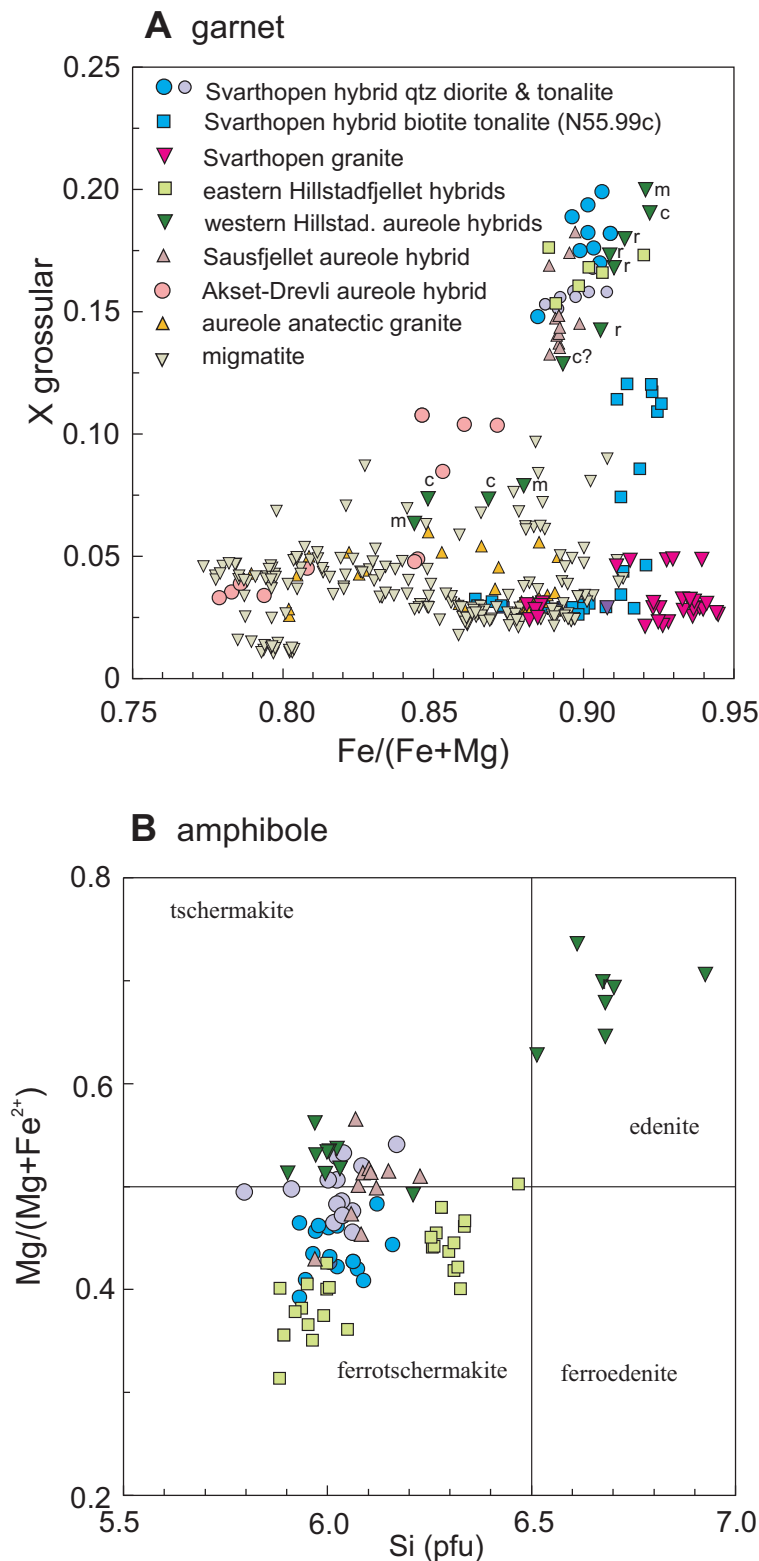 A garnet
0.25
Svarthopen hybrid qtz diorite & tonalite
Svarthopen hybrid biotite tonalite (N55.99c)
Svarthopen granite
0.20
eastern Hillstadfjellet hybrids
m
c
western Hillstad. aureole hybrids
r
Sausfjellet aureole hybrid
r
r
Akset-Drevli aureole hybrid
0.15
aureole anatectic granite
r
migmatite
c?
X grossular
0.10
c
c
m
m
0.05
0
0.75
0.80
0.85
0.90
0.95
Fe/(Fe+Mg)
B amphibole
0.8
tschermakite
0.6
edenite
Mg/(Mg+Fe²⁺)
0.4
ferrotschermakite
ferroedenite
0.2
5.5
6.0
6.5
7.0
Si (pfu)